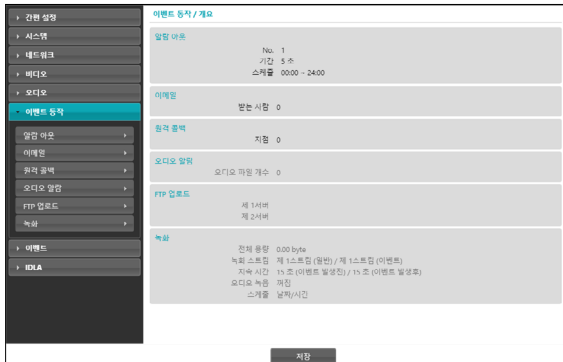 간편 설정
시스템
네트워크
비디오
오디오
이벤트 동작
알람 아웃
이메일
원격 콜백
오디오 알람
FTP 업로드
녹화
이벤트
IDLA
이벤트 동작 / 개요
알람 아웃
No. 1
기간 5 초
스케줄 00:00 - 24:00
이메일
받는 사람 0
원격 콜백
지점 0
오디오 알람
오디오 파일 개수 0
FTP 업로드
제 1서버
제 2서버
녹화
전체 용량 0.00 byte
녹화 스트림 제 1스트림 (일반) / 제 1스트림 (이벤트)
지속 시간 15 초 (이벤트 발생전) / 15 초 (이벤트 발생후)
오디오 녹음 꺼짐
스케줄 날짜/시간
저장